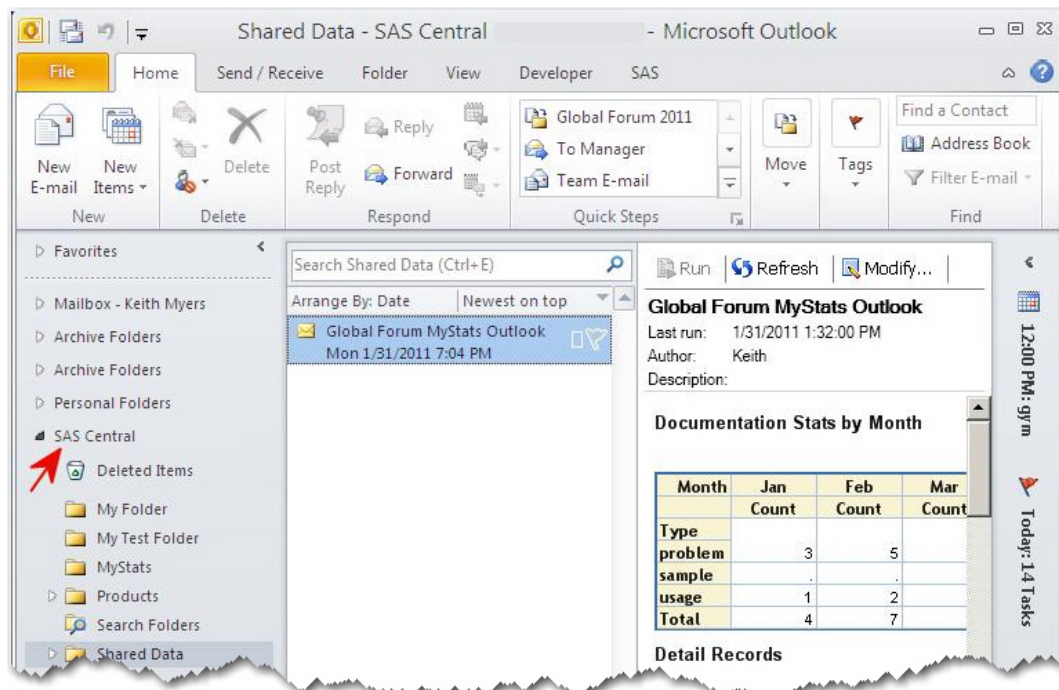 Shared Data - SAS Central - Microsoft Outlook
File Home Send / Receive Folder View Developer SAS
New E-mail
New Items
New
Delete
Delete
Post Reply
Reply
Forward
Respond
Global Forum 2011
To Manager
Team E-mail
Quick Steps
Move
Tags
Find a Contact
Address Book
Filter E-mail
Find
Favorites
Mailbox - Keith Myers
Archive Folders
Archive Folders
Personal Folders
SAS Central
Deleted Items
My Folder
My Test Folder
MyStats
Products
Search Folders
Shared Data
Search Shared Data (Ctrl+E)
Arrange By: Date Newest on top
Global Forum MyStats Outlook
Mon 1/31/2011 7:04 PM
Run Refresh Modify...
Global Forum MyStats Outlook
Last run: 1/31/2011 1:32:00 PM
Author: Keith
Description:
Documentation Stats by Month
Month Jan Feb Mar
Count Count Count
Type
problem 3 5
sample . .
usage 1 2
Total 4 7
Detail Records
12:00 PM: gym
Today: 14 Tasks